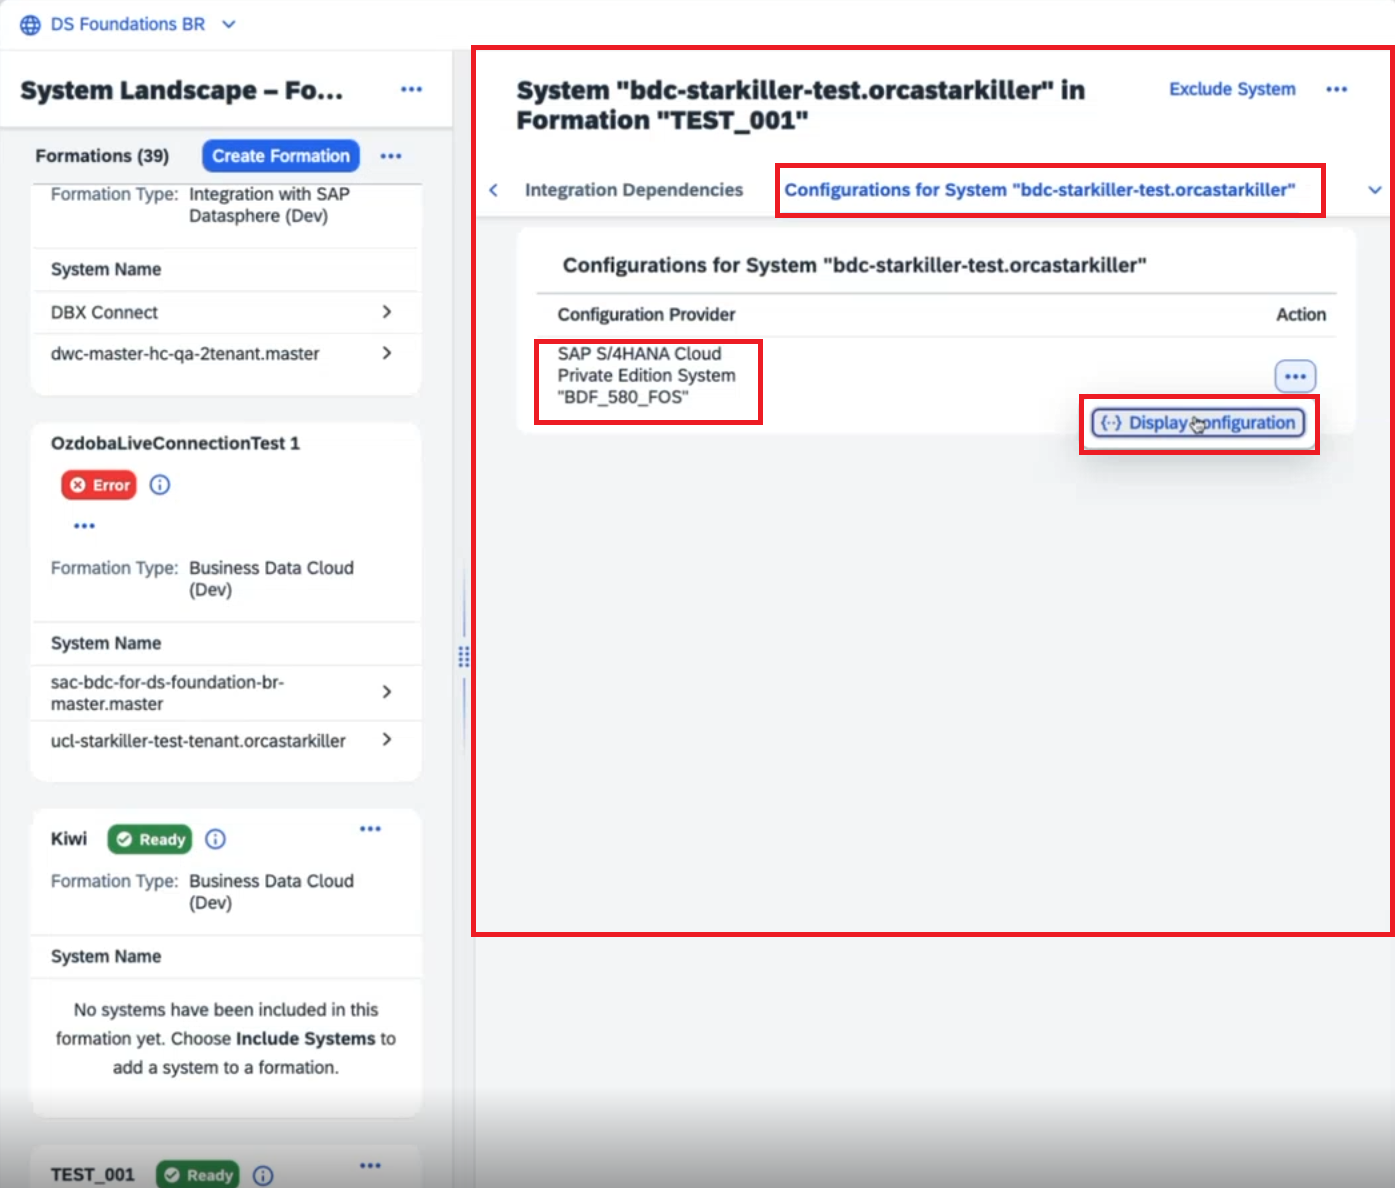 DS Foundations BR
System Landscape – Fo...
Formations (39)
Create Formation
Formation Type: Integration with SAP
Datasphere (Dev)
System Name
DBX Connect
dwc-master-hc-qa-2tenant.master
OzdobaLiveConnectionTest 1
Error
Formation Type: Business Data Cloud
(Dev)
System Name
sac-bdc-for-ds-foundation-br-
master.master
ucl-starkiller-test-tenant.orcastarkiller
Kiwi
Ready
Formation Type: Business Data Cloud
(Dev)
System Name
No systems have been included in this
formation yet. Choose Include Systems to
add a system to a formation.
TEST_001
Ready
System "bdc-starkiller-test.orcastarkiller" in
Formation "TEST_001"
Exclude System
Integration Dependencies
Configurations for System "bdc-starkiller-test.orcastarkiller"
Configurations for System "bdc-starkiller-test.orcastarkiller"
Configuration Provider
Action
SAP S/4HANA Cloud
Private Edition System
"BDF_580_FOS"
Display Configuration